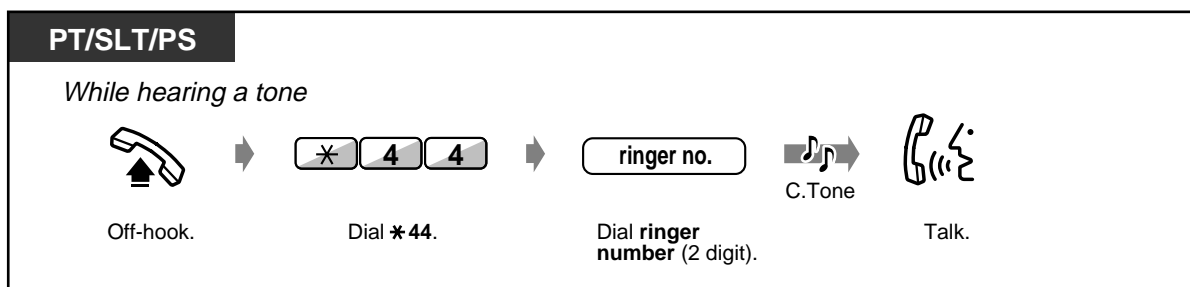 PT/SLT/PS
While hearing a tone
* 4 4
ringer no.
C.Tone
Off-hook.
Dial *44.
Dial ringer
number (2 digit).
Talk.